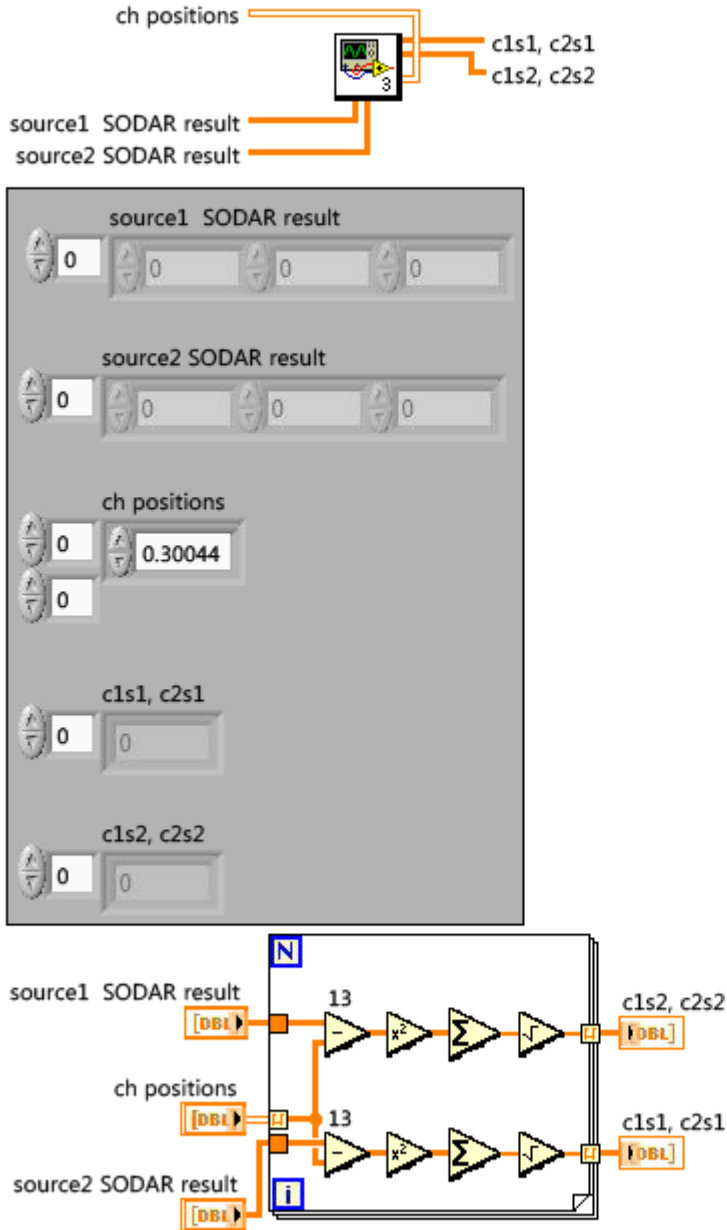 ch positions
c1s1, c2s1
c1s2, c2s2
3
source1 SODAR result
source2 SODAR result
source1 SODAR result
0 0 0 0
source2 SODAR result
0 0 0 0
ch positions
0 0.30044
0
c1s1, c2s1
0 0
c1s2, c2s2
0 0
N
source1 SODAR result
13
c1s2, c2s2
[DBL - x² Σ √ DBL]
ch positions
[DBL
13
c1s1, c2s1
- x² Σ √ DBL]
source2 SODAR result
i
[DBL